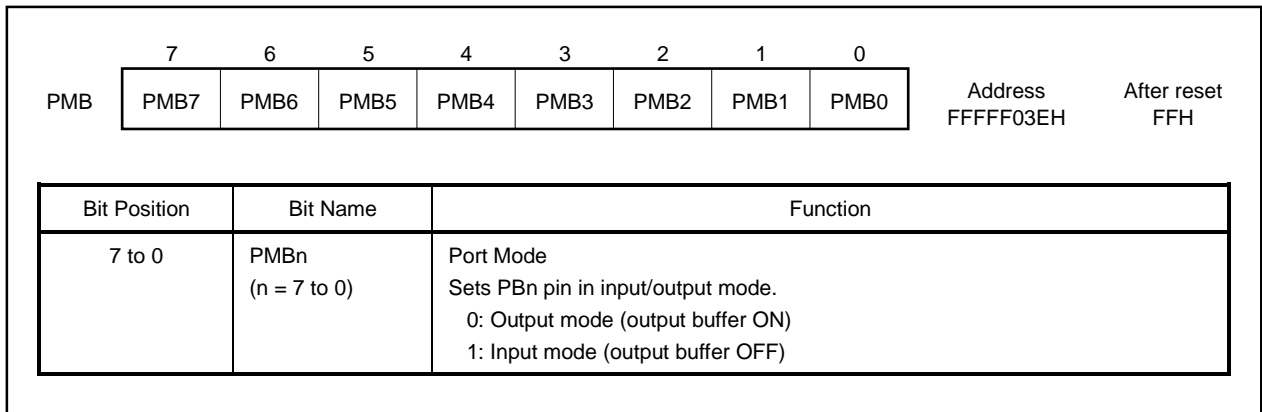 7 6 5 4 3 2 1 0
PMB PMB7 PMB6 PMB5 PMB4 PMB3 PMB2 PMB1 PMB0 Address After reset
FFFFF03EH FFH
Bit Position Bit Name Function
7 to 0 PMBn Port Mode
(n = 7 to 0) Sets PBn pin in input/output mode.
0: Output mode (output buffer ON)
1: Input mode (output buffer OFF)